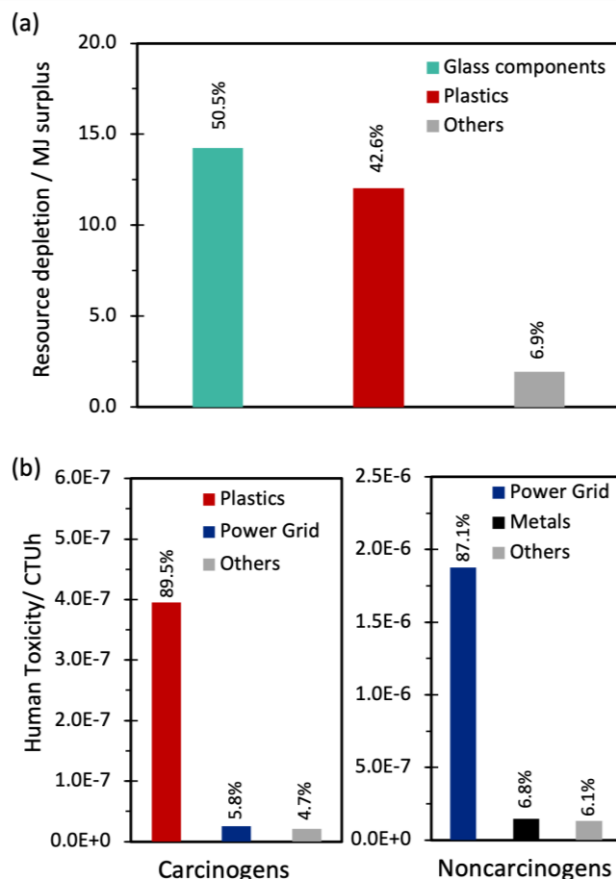 (a)
Resource depletion / MJ surplus
20.0
15.0
10.0
5.0
0.0
50.5%
42.6%
6.9%
Glass components
Plastics
Others
(b)
Human Toxicity/ CTUh
6.0E-7
5.0E-7
4.0E-7
3.0E-7
2.0E-7
1.0E-7
0.0E+0
89.5%
5.8%
4.7%
Plastics
Power Grid
Others
Carcinogens
2.5E-6
2.0E-6
1.5E-6
1.0E-6
5.0E-7
0.0E+0
87.1%
6.8%
6.1%
Power Grid
Metals
Others
Noncarcinogens